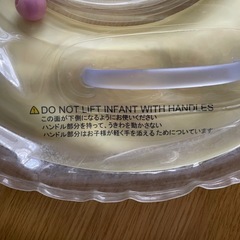 ⚠DO NOT LIFT INFANT WITH HANDLES
この面が下側になるようにお使いください
ハンドル部分を持って、うきわを動かさない
ハンドル部分はお子様が軽く手を添えるためについています。